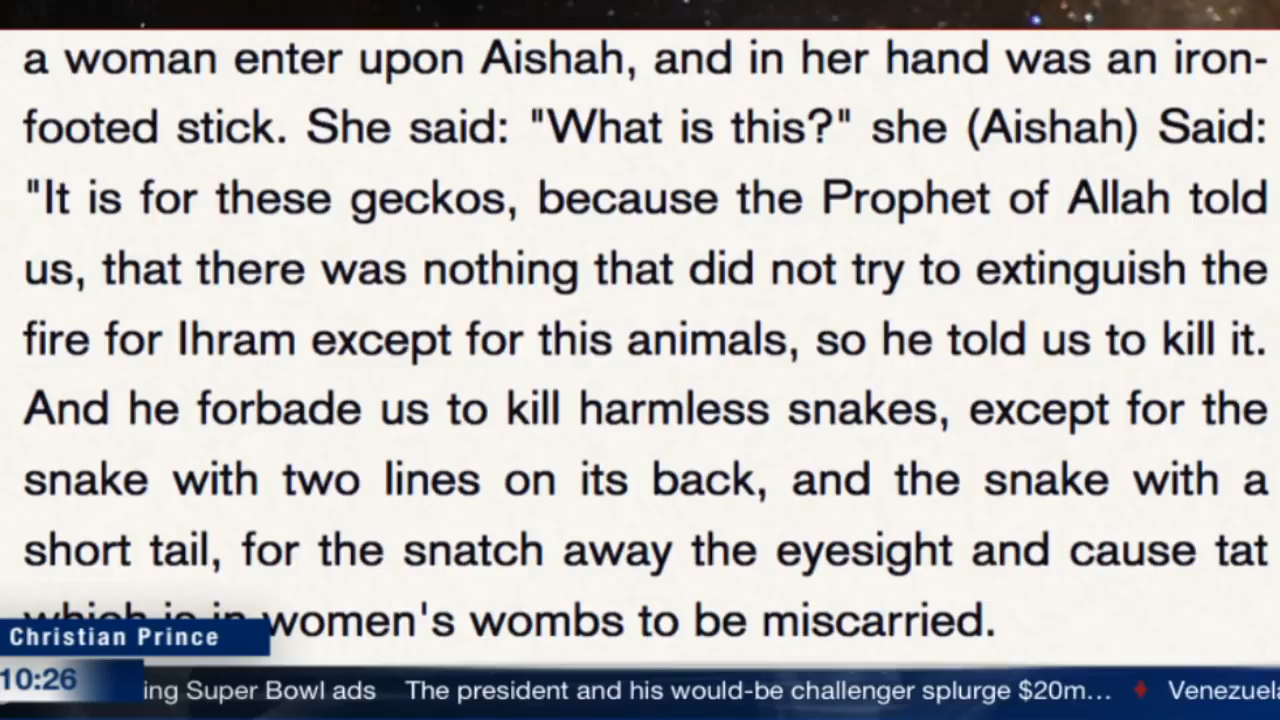 a woman enter upon Aishah, and in her hand was an iron-
footed stick. She said: "What is this?" she (Aishah) Said:
"It is for these geckos, because the Prophet of Allah told
us, that there was nothing that did not try to extinguish the
fire for Ihram except for this animals, so he told us to kill it.
And he forbade us to kill harmless snakes, except for the
snake with two lines on its back, and the snake with a
short tail, for the snatch away the eyesight and cause tat
which is in women's wombs to be miscarried.
Christian Prince
10:26
ing Super Bowl ads The president and his would-be challenger splurge $20m... Venezuela